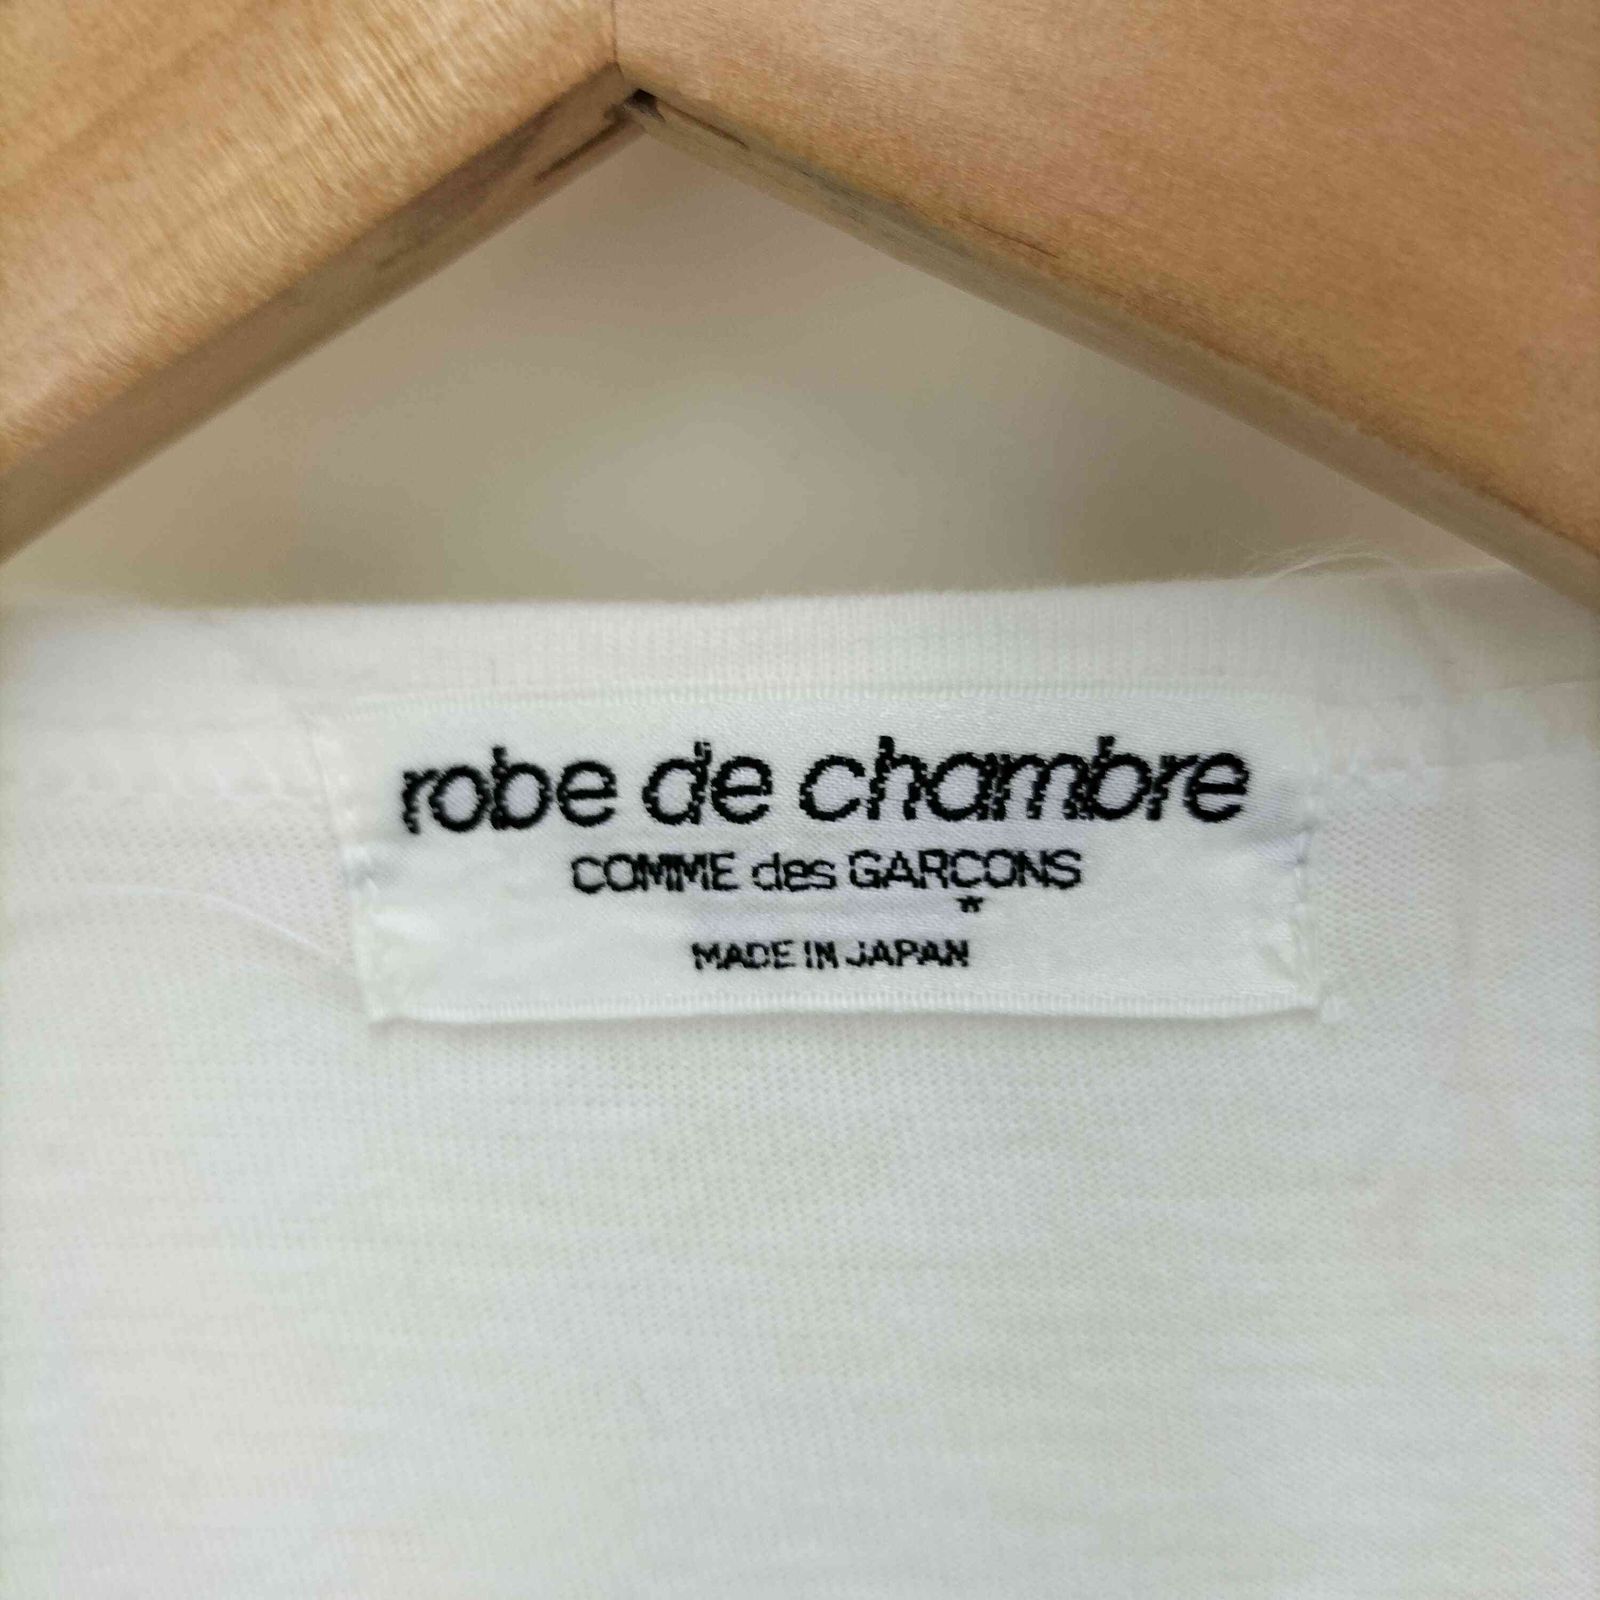 robe de chambre
COMME des GARÇONS
MADE IN JAPAN